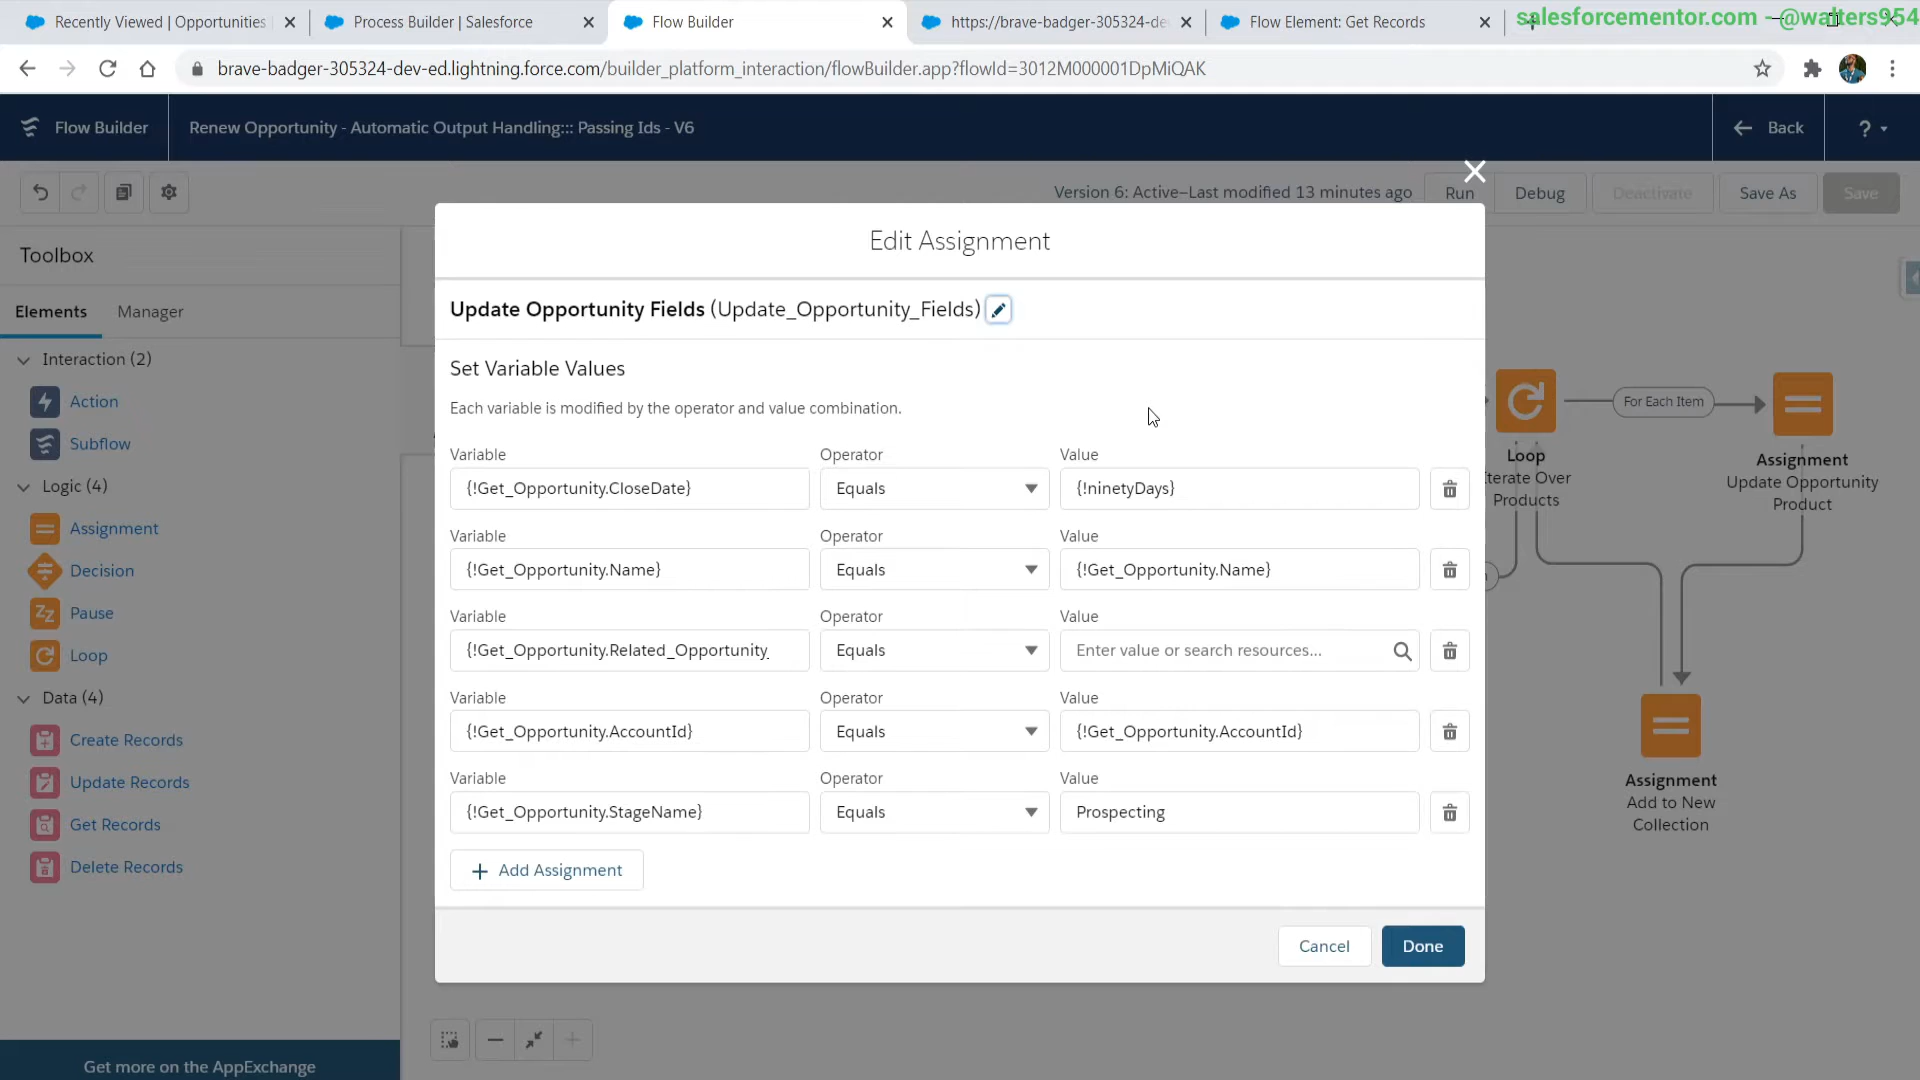 Recently Viewed | Opportunities
Process Builder | Salesforce
Flow Builder
https://brave-badger-305324-de
Flow Element: Get Records
salesforcementor.com - @walters954
brave-badger-305324-dev-ed.lightning.force.com/builder_platform_interaction/flowBuilder.app?flowId=3012M000001DpMiQAK
Flow Builder
Renew Opportunity - Automatic Output Handling::: Passing Ids - V6
Back
?
Version 6: Active—Last modified 13 minutes ago
Run
Debug
Deactivate
Save As
Save
Toolbox
Elements
Manager
Interaction (2)
Action
Subflow
Logic (4)
Assignment
Decision
Pause
Loop
Data (4)
Create Records
Update Records
Get Records
Delete Records
Get more on the AppExchange
Edit Assignment
Update Opportunity Fields (Update_Opportunity_Fields)
Set Variable Values
Each variable is modified by the operator and value combination.
Variable Operator Value
{!Get_Opportunity.CloseDate} Equals {!ninetyDays}
Variable Operator Value
{!Get_Opportunity.Name} Equals {!Get_Opportunity.Name}
Variable Operator Value
{!Get_Opportunity.Related_Opportunity_ Equals Enter value or search resources...
Variable Operator Value
{!Get_Opportunity.AccountId} Equals {!Get_Opportunity.AccountId}
Variable Operator Value
{!Get_Opportunity.StageName} Equals Prospecting
+ Add Assignment
Cancel
Done
For Each Item
Loop
Iterate Over
Products
Assignment
Update Opportunity
Product
Assignment
Add to New
Collection